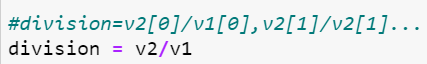 #division=v2[0]/v1[0],v2[1]/v2[1]...
division = v2/v1